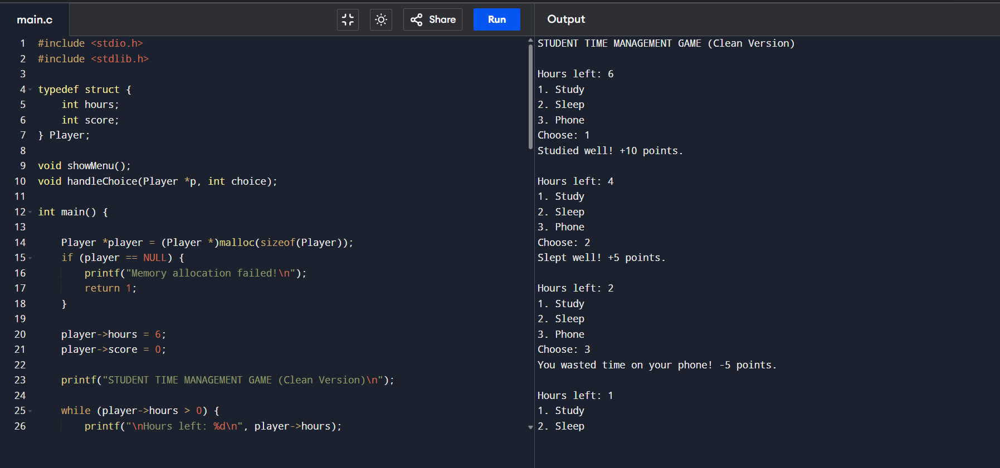 main.c
Share
Run
Output
1 #include <stdio.h>
2 #include <stdlib.h>
3
4 typedef struct {
5     int hours;
6     int score;
7 } Player;
8
9 void showMenu();
10 void handleChoice(Player *p, int choice);
11
12 int main() {
13
14     Player *player = (Player *)malloc(sizeof(Player));
15     if (player == NULL) {
16         printf("Memory allocation failed!\n");
17         return 1;
18     }
19
20     player->hours = 6;
21     player->score = 0;
22
23     printf("STUDENT TIME MANAGEMENT GAME (Clean Version)\n");
24
25     while (player->hours > 0) {
26         printf("\nHours left: %d\n", player->hours);
STUDENT TIME MANAGEMENT GAME (Clean Version)
Hours left: 6
1. Study
2. Sleep
3. Phone
Choose: 1
Studied well! +10 points.
Hours left: 4
1. Study
2. Sleep
3. Phone
Choose: 2
Slept well! +5 points.
Hours left: 2
1. Study
2. Sleep
3. Phone
Choose: 3
You wasted time on your phone! -5 points.
Hours left: 1
1. Study
2. Sleep